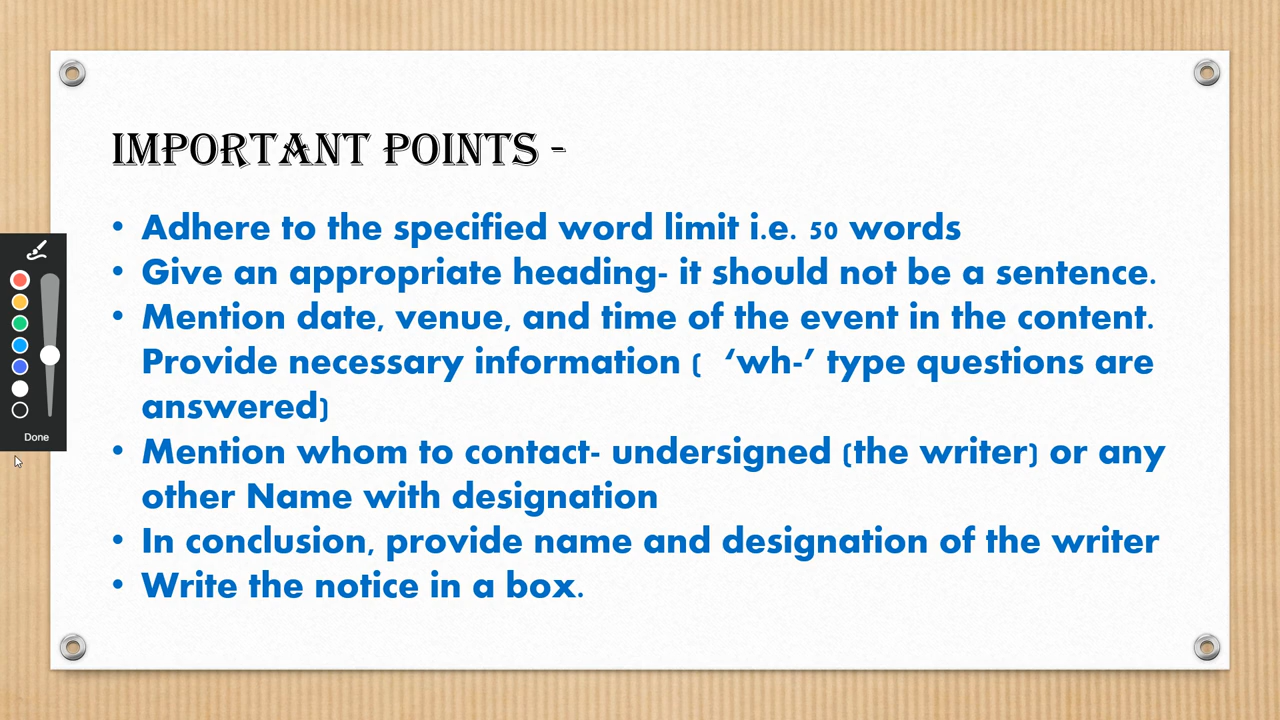 IMPORTANT POINTS -
• Adhere to the specified word limit i.e. 50 words
• Give an appropriate heading- it should not be a sentence.
• Mention date, venue, and time of the event in the content.
Provide necessary information (  ‘wh-’ type questions are
answered)
• Mention whom to contact- undersigned (the writer) or any
other Name with designation
• In conclusion, provide name and designation of the writer
• Write the notice in a box.
Done